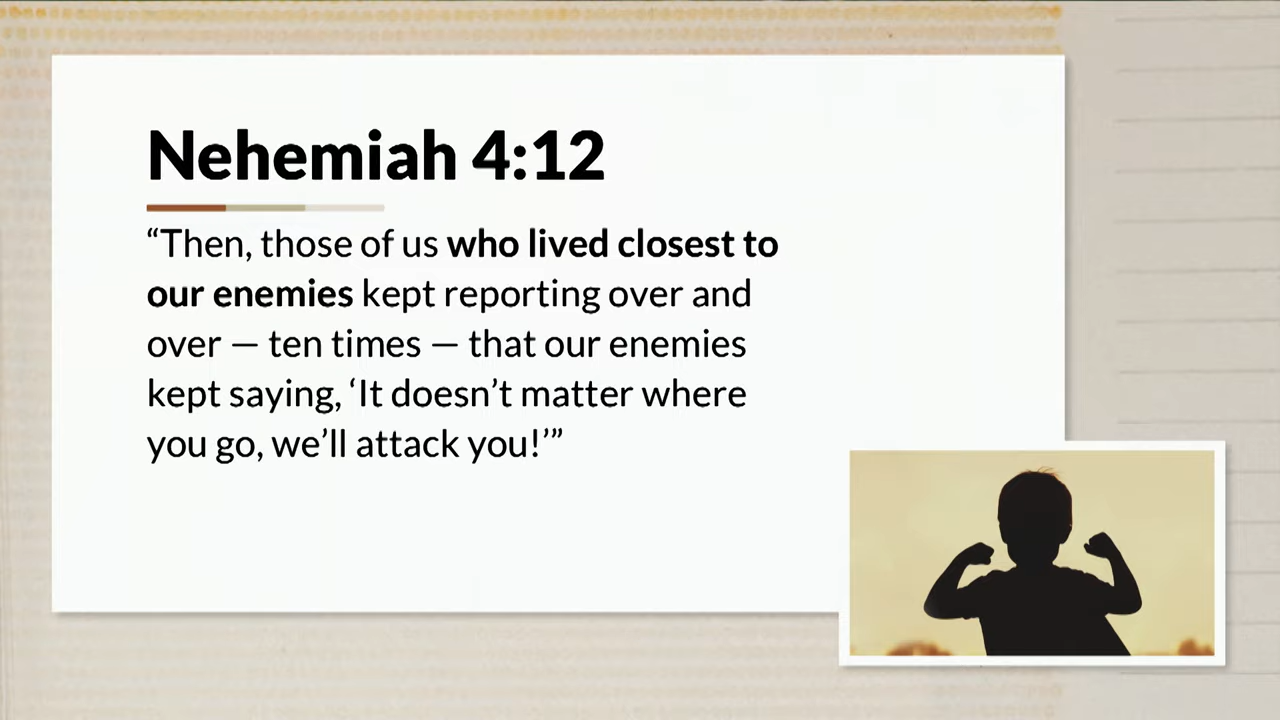 Nehemiah 4:12
“Then, those of us who lived closest to
our enemies kept reporting over and
over — ten times — that our enemies
kept saying, ‘It doesn’t matter where
you go, we’ll attack you!’”